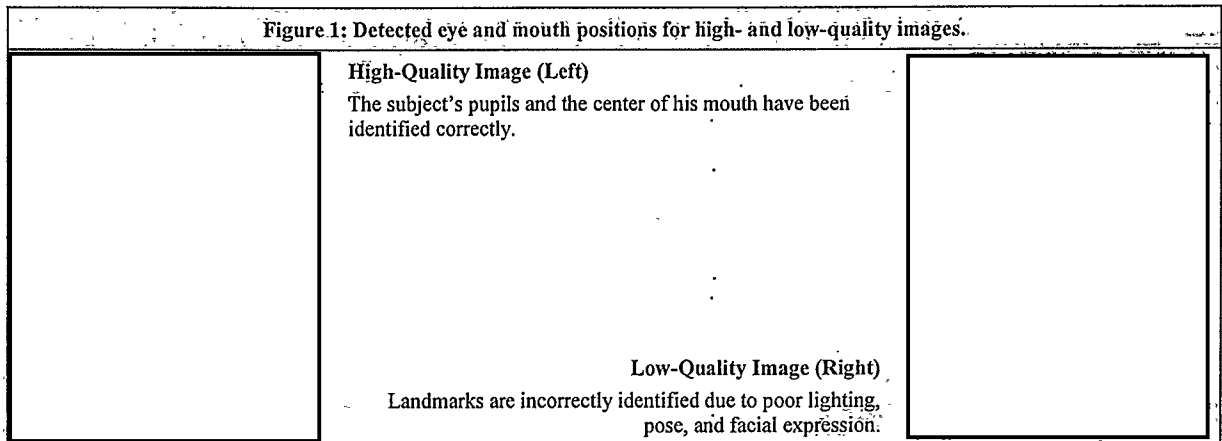 Figure 1: Detected eye and mouth positions for high- and low-quality images.
High-Quality Image (Left)
The subject's pupils and the center of his mouth have been
identified correctly.
Low-Quality Image (Right)
Landmarks are incorrectly identified due to poor lighting,
pose, and facial expression.